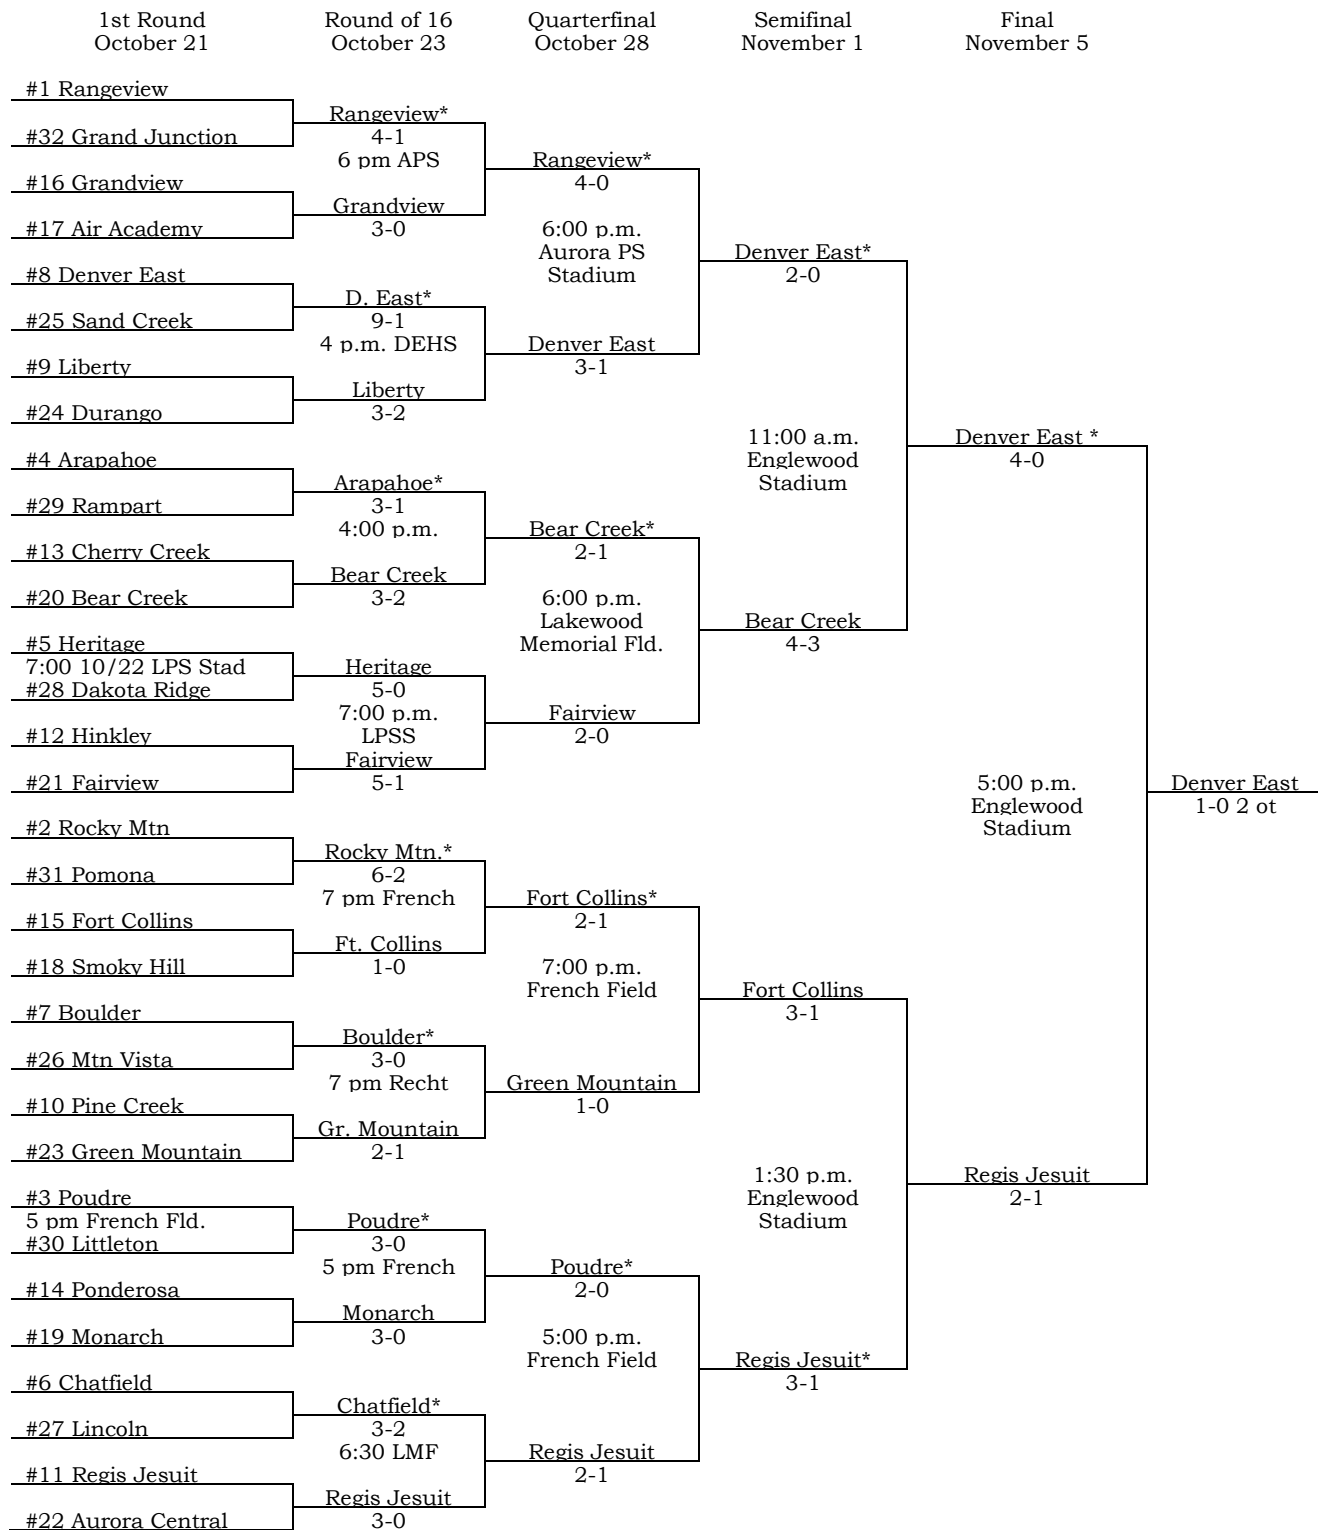 1st Round
October 21
Round of 16
October 23
Quarterfinal
October 28
Semifinal
November 1
Final
November 5
#1 Rangeview
#32 Grand Junction
#16 Grandview
#17 Air Academy
#8 Denver East
#25 Sand Creek
#9 Liberty
#24 Durango
#4 Arapahoe
#29 Rampart
#13 Cherry Creek
#20 Bear Creek
#5 Heritage
7:00 10/22 LPS Stad
#28 Dakota Ridge
#12 Hinkley
#21 Fairview
#2 Rocky Mtn
#31 Pomona
#15 Fort Collins
#18 Smoky Hill
#7 Boulder
#26 Mtn Vista
#10 Pine Creek
#23 Green Mountain
#3 Poudre
5 pm French Fld.
#30 Littleton
#14 Ponderosa
#19 Monarch
#6 Chatfield
#27 Lincoln
#11 Regis Jesuit
#22 Aurora Central
Rangeview*
4-1
6 pm APS
Grandview
3-0
D. East*
9-1
4 p.m. DEHS
Liberty
3-2
Arapahoe*
3-1
4:00 p.m.
Bear Creek
3-2
Heritage
5-0
7:00 p.m.
LPSS
Fairview
5-1
Rocky Mtn.*
6-2
7 pm French
Ft. Collins
1-0
Boulder*
3-0
7 pm Recht
Gr. Mountain
2-1
Poudre*
3-0
5 pm French
Monarch
3-0
Chatfield*
3-2
6:30 LMF
Regis Jesuit
3-0
Rangeview*
4-0
6:00 p.m.
Aurora PS
Stadium
Denver East
3-1
Bear Creek*
2-1
6:00 p.m.
Lakewood
Memorial Fld.
Fairview
2-0
Fort Collins*
2-1
7:00 p.m.
French Field
Green Mountain
1-0
Poudre*
2-0
5:00 p.m.
French Field
Regis Jesuit
2-1
Denver East*
2-0
11:00 a.m.
Englewood
Stadium
Bear Creek
4-3
Fort Collins
3-1
1:30 p.m.
Englewood
Stadium
Regis Jesuit*
3-1
Denver East *
4-0
5:00 p.m.
Englewood
Stadium
Regis Jesuit
2-1
Denver East
1-0 2 ot